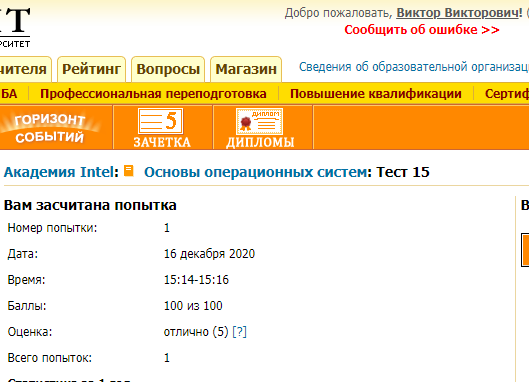 ИТ
Добро пожаловать, Виктор Викторович! (
Сообщить об ошибке >>
РСИТЕТ
чителя Рейтинг Вопросы Магазин Сведения об образовательной организац
БА Профессиональная переподготовка Повышение квалификации Сертиф
ГОРИЗОНТ
СОБЫТИЙ
5
ДИПЛОМ
ЗАЧЕТКА ДИПЛОМЫ
Академия Intel: Основы операционных систем: Тест 15
Вам засчитана попытка В
Номер попытки: 1
Дата: 16 декабря 2020
Время: 15:14-15:16
Баллы: 100 из 100
Оценка: отлично (5) [?]
Всего попыток: 1